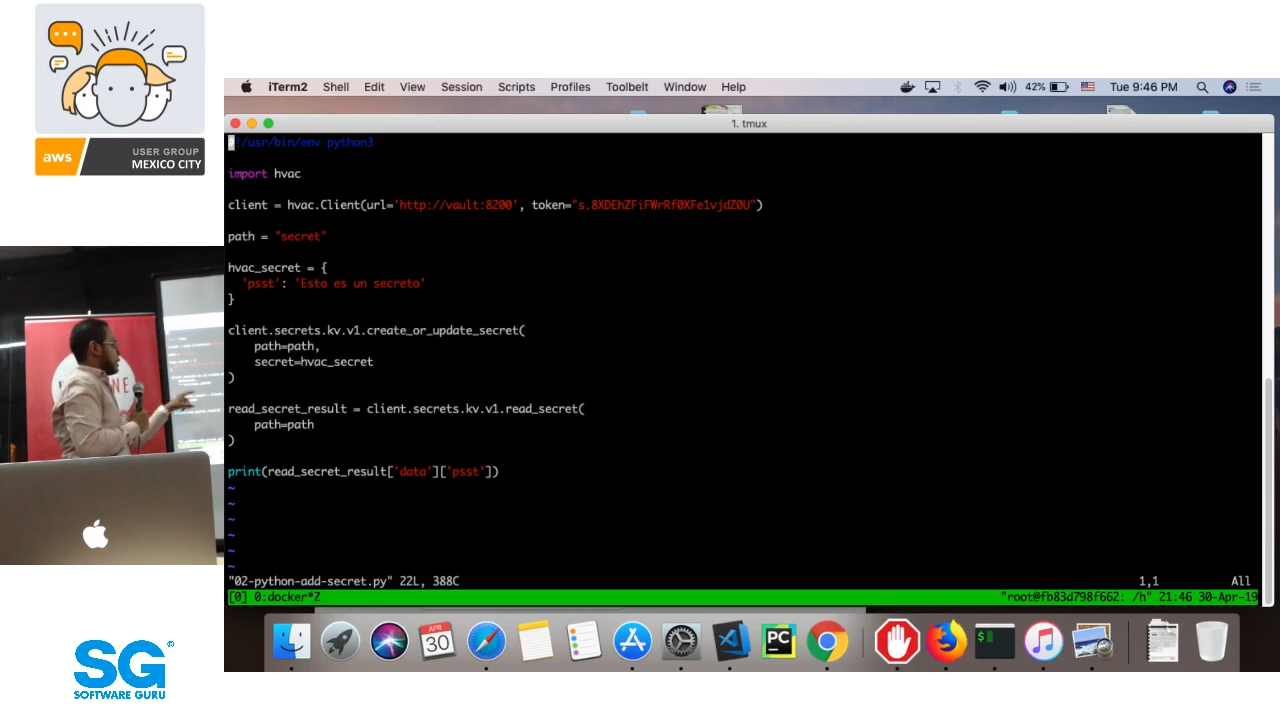 aws
USER GROUP
MEXICO CITY
iTerm2 Shell Edit View Session Scripts Profiles Toolbelt Window Help 42% Tue 9:46 PM
1. tmux
#!/usr/bin/env python3
import hvac
client = hvac.Client(url='http://vault:8200', token="s.8XDEhZFiFWrRf0XFe1vjdZ0U")
path = "secret"
hvac_secret = {
'psst': 'Esto es un secreto'
}
client.secrets.kv.v1.create_or_update_secret(
path=path,
secret=hvac_secret
)
read_secret_result = client.secrets.kv.v1.read_secret(
path=path
)
print(read_secret_result['data']['psst'])
~
~
~
~
~
~
"02-python-add-secret.py" 22L, 388C 1,1 All
[0] 0:docker*Z "root@fb83d798f662: /h" 21:46 30-Apr-19
APR
30
PC
$
SG®
SOFTWARE GURU